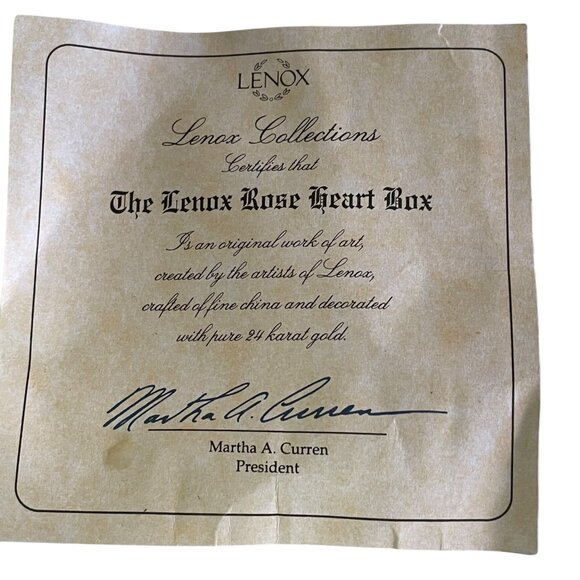 LENOX
Lenox Collections
Certifies that
The Lenox Rose Heart Box
Is an original work of art,
created by the artists of Lenox,
crafted of fine china and decorated
with pure 24 karat gold.
Martha A. Curren
Martha A. Curren
President